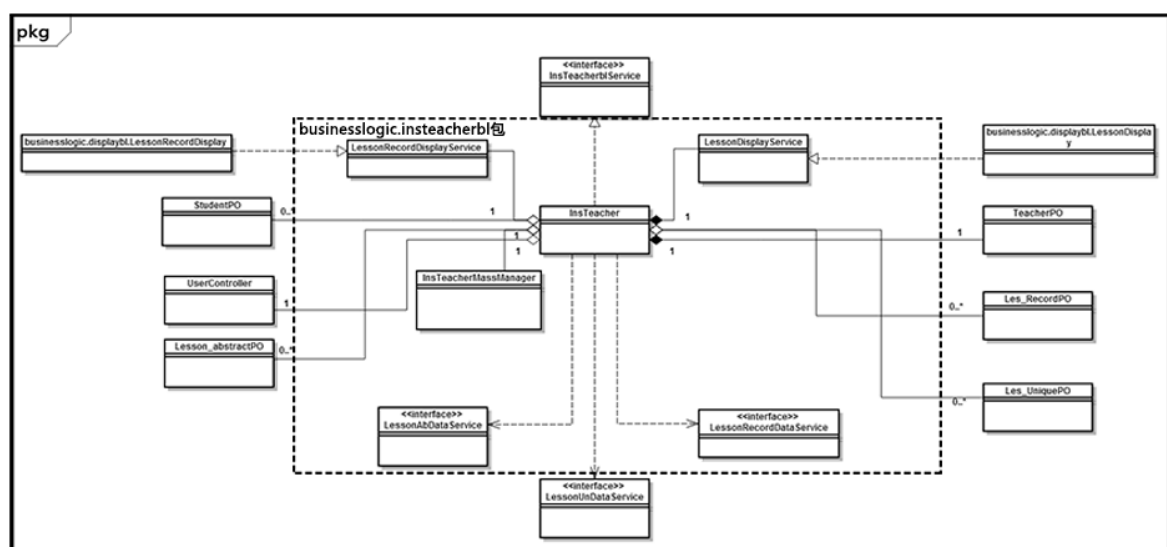 pkg
<<interface>>
InsTeacherblService
businesslogic.insteacherbl包
businesslogic.displaybl.LessonRecordDisplay
LessonRecordDisplayService
LessonDisplayService
businesslogic.displaybl.LessonDispla
y
StudentPO
0..*
1
InsTeacher
1
1
TeacherPO
1
1
1
InsTeacherMassManager
UserController
1
Les_RecordPO
0..*
Lesson_abstractPO
0..*
Les_UniquePO
0..*
<<interface>>
LessonAbDataService
<<interface>>
LessonRecordDataService
<<interface>>
LessonUnDataService